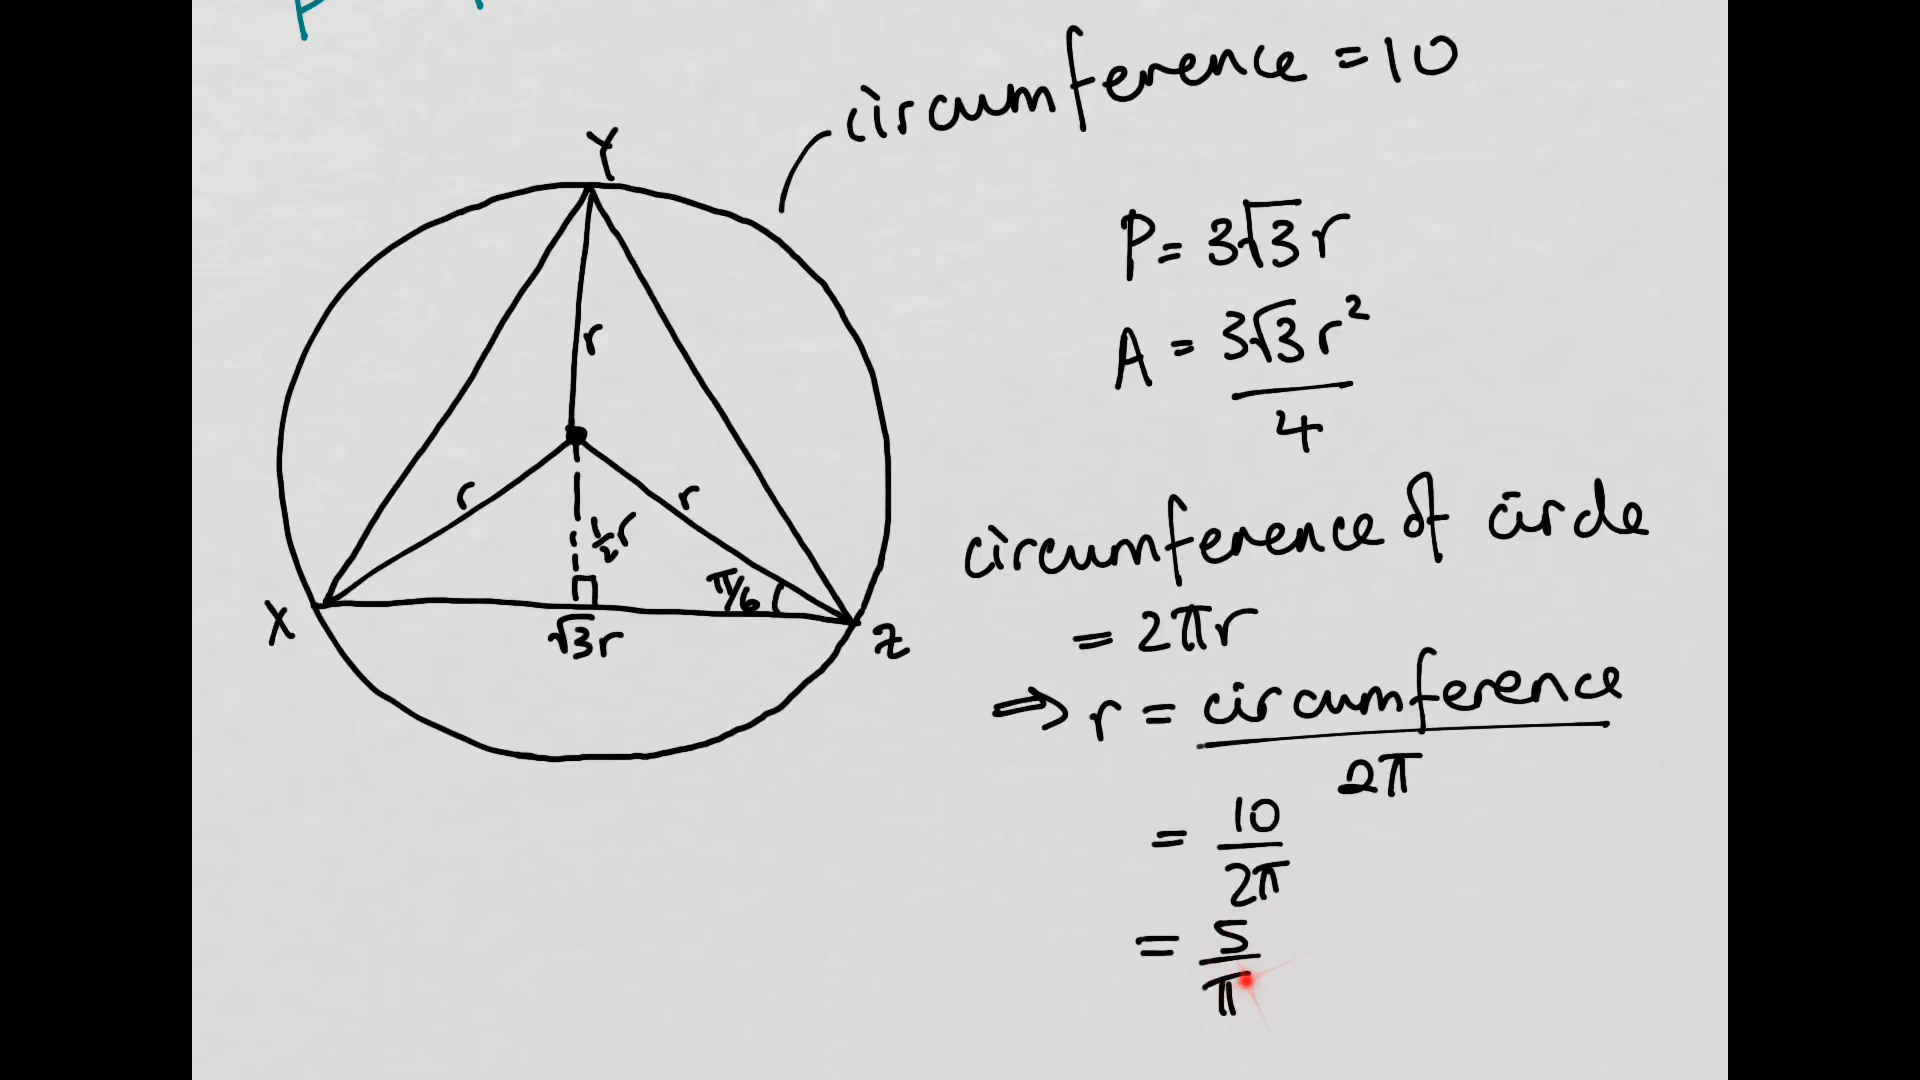 circumference = 10
Y
P = 3√3 r
A = 3√3 r²
4
r
r
r
½r
π/6
X
√3 r
Z
circumference of circle
= 2πr
⇒ r = circumference
2π
= 10
2π
= 5
π